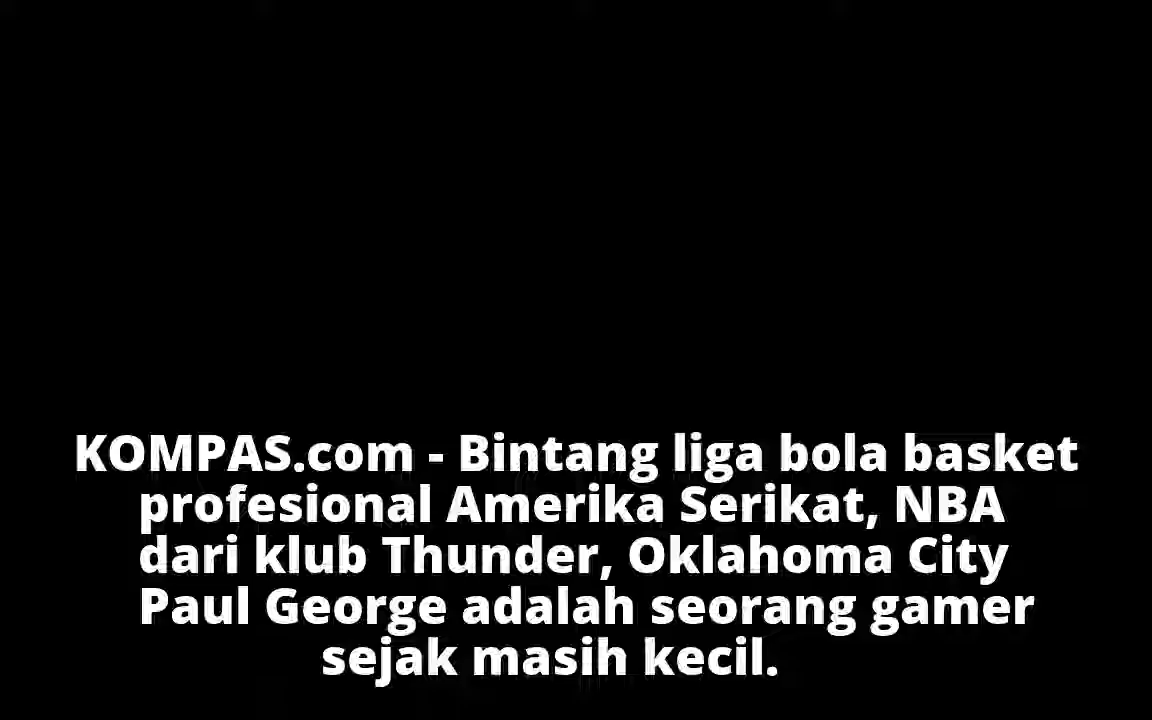 KOMPAS.com - Bintang liga bola basket
profesional Amerika Serikat, NBA
dari klub Thunder, Oklahoma City
Paul George adalah seorang gamer
sejak masih kecil.